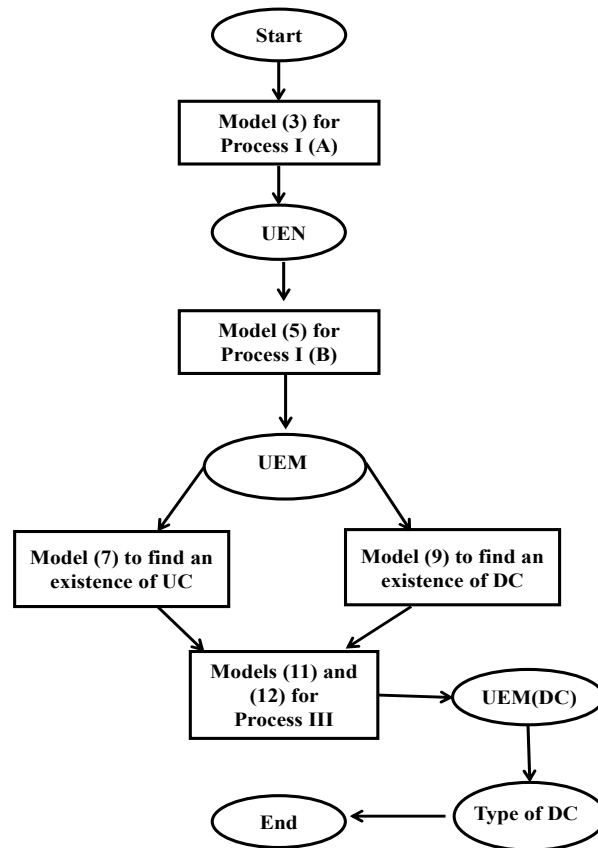 Start
Model (3) for
Process I (A)
UEN
Model (5) for
Process I (B)
UEM
Model (7) to find an
existence of UC
Model (9) to find an
existence of DC
Models (11) and
(12) for
Process III
UEM(DC)
Type of DC
End